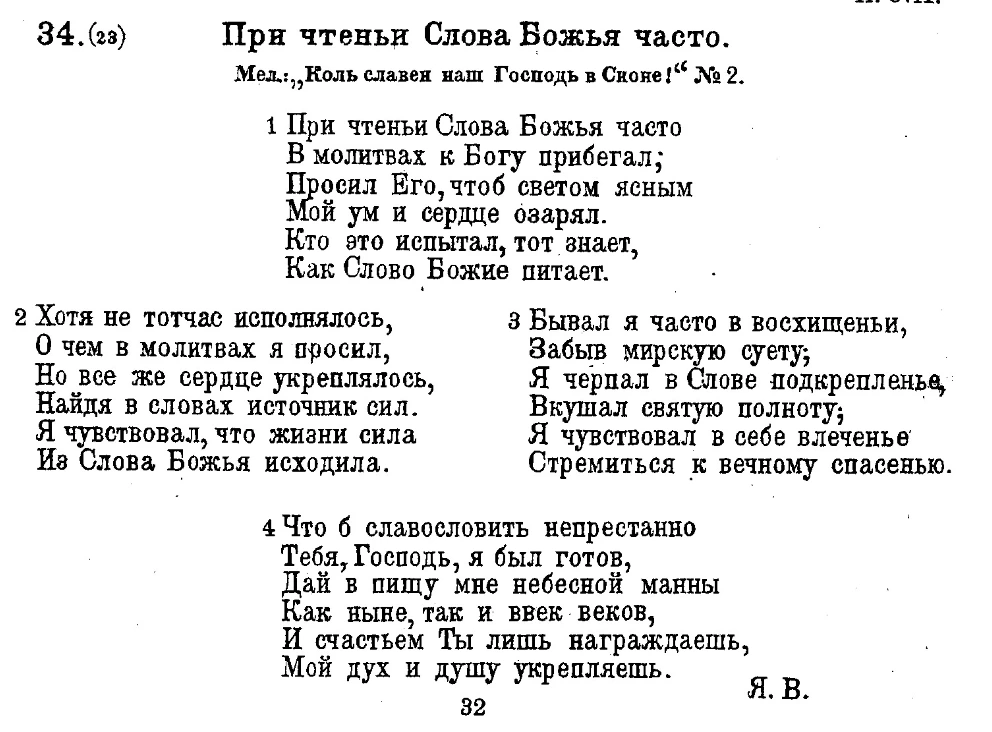 34.(23) При чтеньи Слова Божья часто.
Мел.: „Коль славен наш Господь в Сионе!“ № 2.
1 При чтеньи Слова Божья часто
В молитвах к Богу прибегал;
Просил Его, чтоб светом ясным
Мой ум и сердце озарял.
Кто это испытал, тот знает,
Как Слово Божие питает.
2 Хотя не тотчас исполнялось,
О чем в молитвах я просил,
Но все же сердце укреплялось,
Найдя в словах источник сил.
Я чувствовал, что жизни сила
Из Слова Божья исходила.
3 Бывал я часто в восхищеньи,
Забыв мирскую суету;
Я черпал в Слове подкрепленье,
Вкушал святую полноту;
Я чувствовал в себе влеченье
Стремиться к вечному спасенью.
4 Что б славословить непрестанно
Тебя, Господь, я был готов,
Дай в пищу мне небесной манны
Как ныне, так и ввек веков,
И счастьем Ты лишь награждаешь,
Мой дух и душу укрепляешь.
Я. В.
32